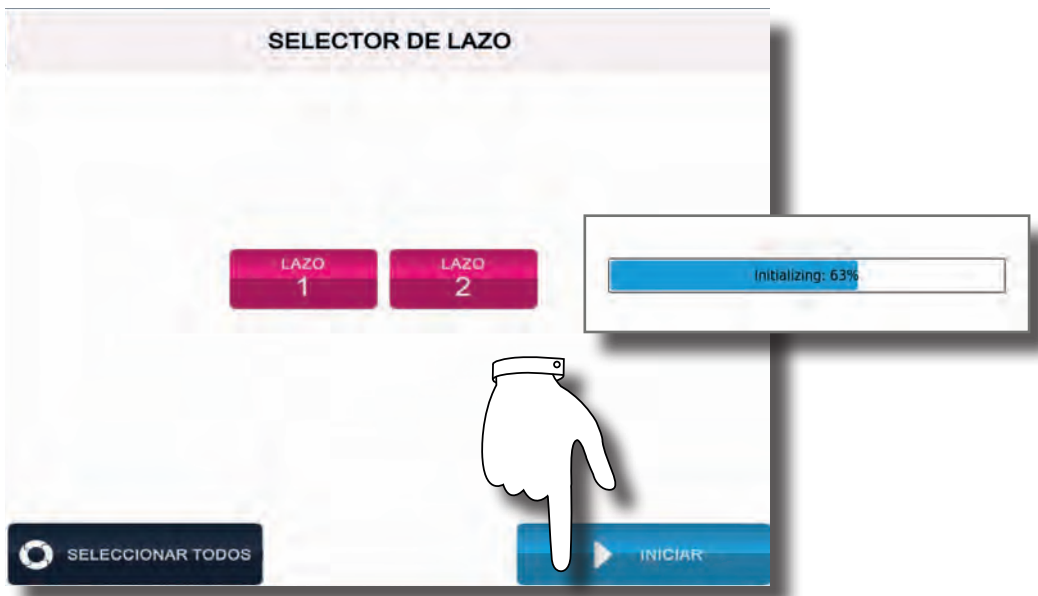 SELECTOR DE LAZO
LAZO
1
LAZO
2
Initializing: 63%
SELECCIONAR TODOS
INICIAR